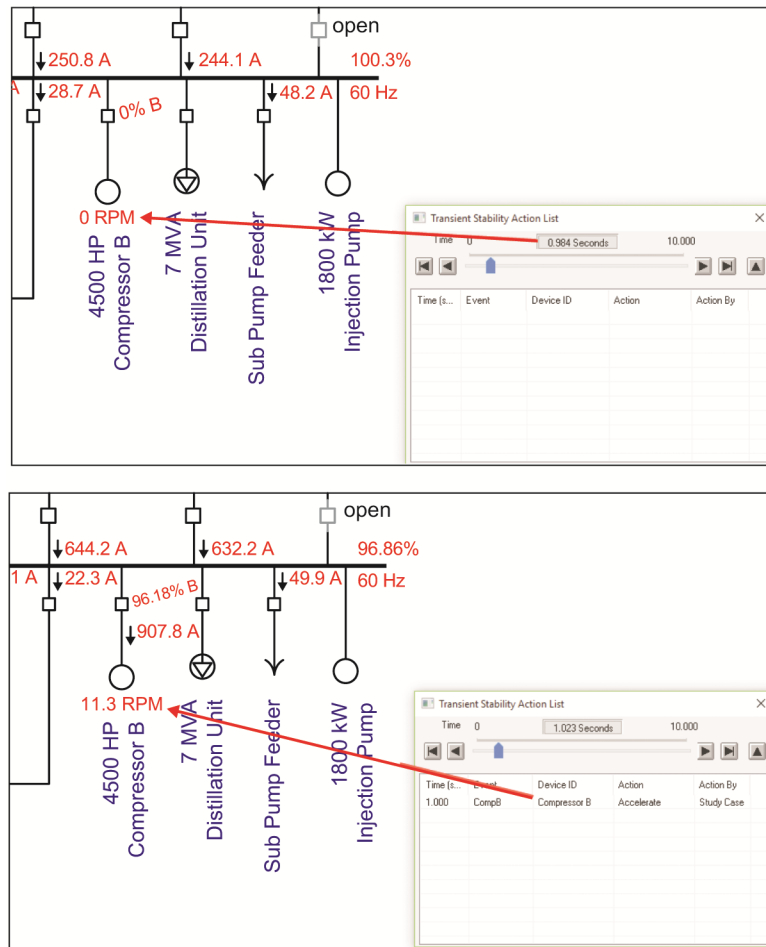 open
250.8 A
244.1 A
100.3%
A
28.7 A
0% B
48.2 A
60 Hz
0 RPM
4500 HP
Compressor B
7 MVA
Distillation Unit
Sub Pump Feeder
1800 kW
Injection Pump
Transient Stability Action List
Time 0 0.984 Seconds 10.000
Time (s... Event Device ID Action Action By
open
644.2 A
632.2 A
96.86%
1 A
22.3 A
96.18% B
49.9 A
60 Hz
907.8 A
11.3 RPM
4500 HP
Compressor B
7 MVA
Distillation Unit
Sub Pump Feeder
1800 kW
Injection Pump
Transient Stability Action List
Time 0 1.023 Seconds 10.000
Time (s... Event Device ID Action Action By
1.000 CompB Compressor B Accelerate Study Case